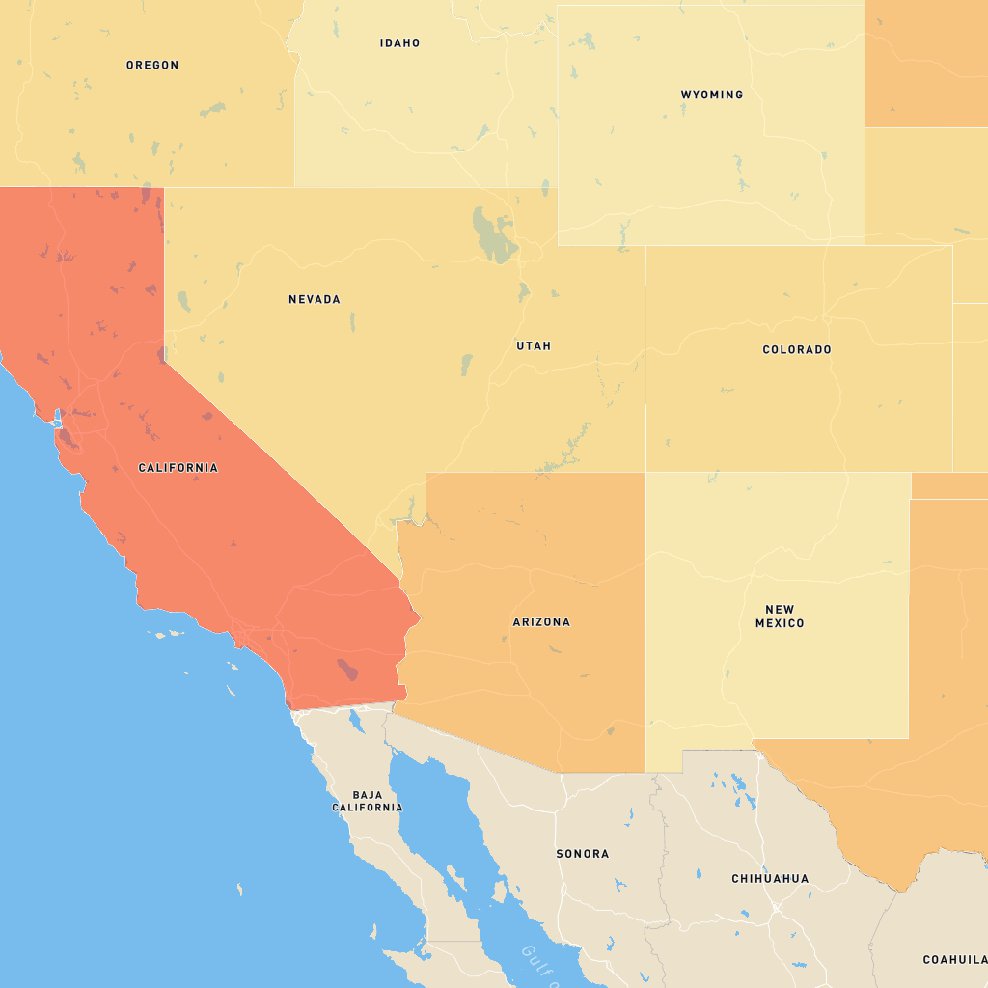 IDAHO
OREGON
WYOMING
NEVADA
UTAH
COLORADO
CALIFORNIA
ARIZONA
NEW
MEXICO
BAJA
CALIFORNIA
SONORA
CHIHUAHUA
Gulf o
COAHUILA